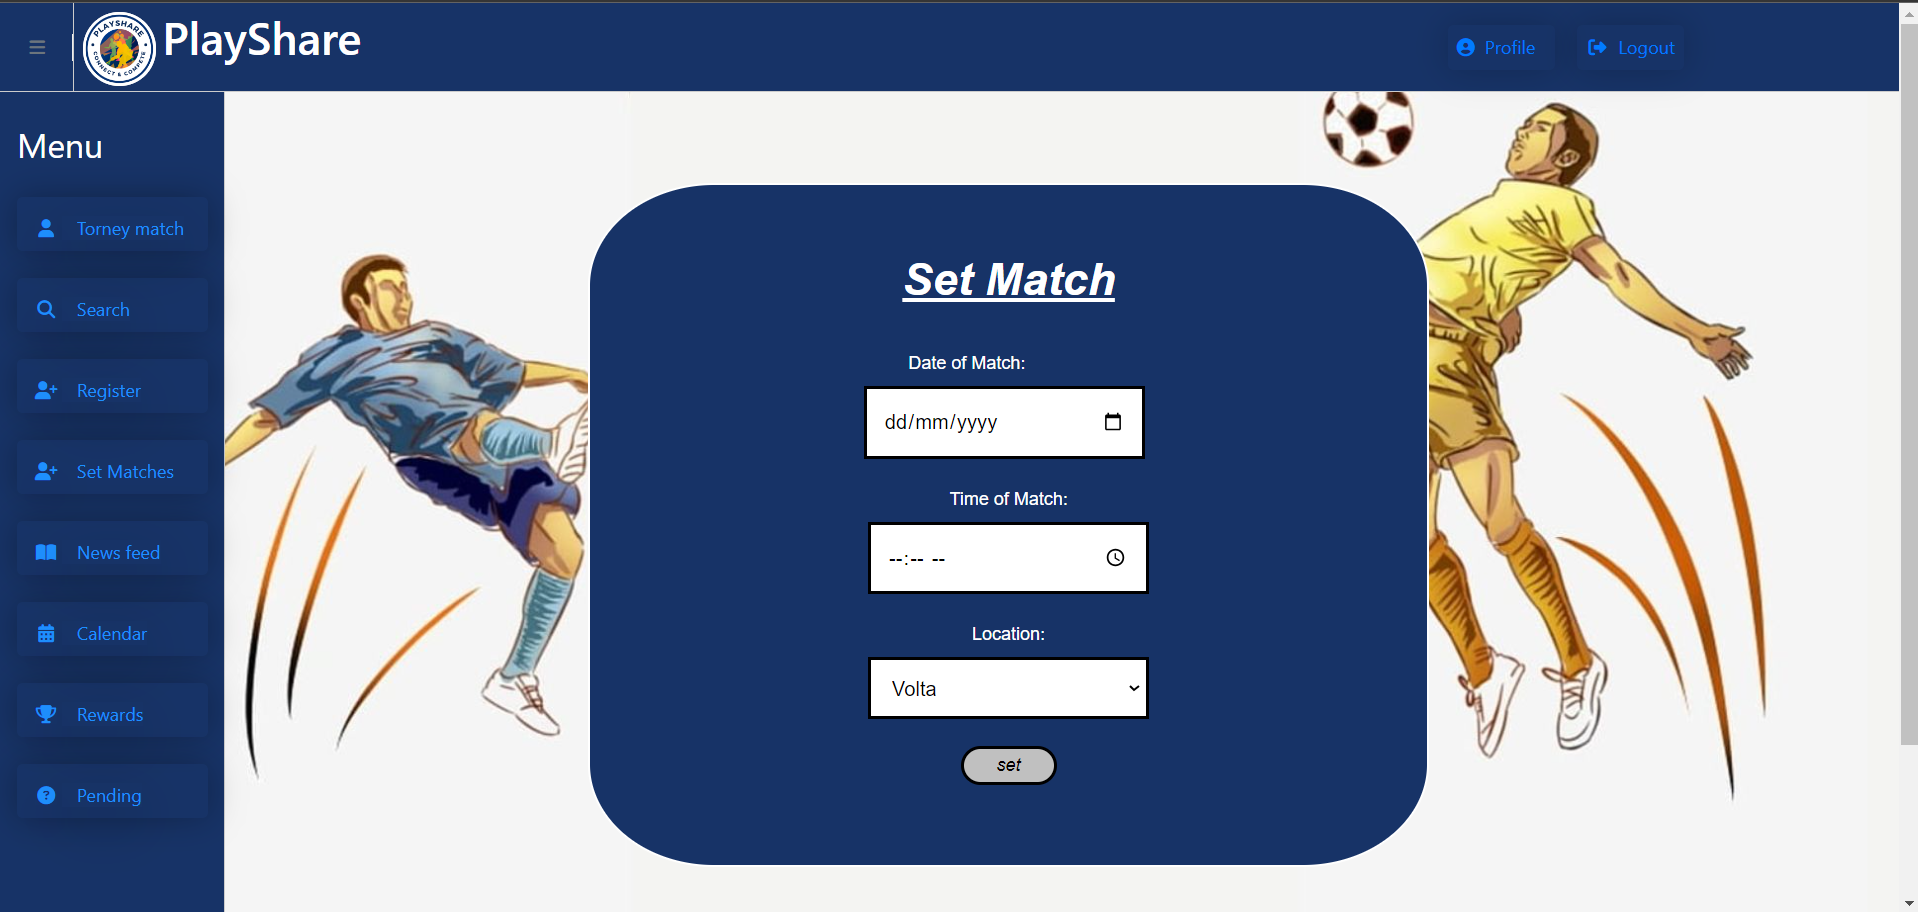 PLAYSHARE
CONNECT & COMPETE
PlayShare
Profile
Logout
Menu
Torney match
Search
Register
Set Matches
News feed
Calendar
Rewards
Pending
Set Match
Date of Match:
dd/mm/yyyy
Time of Match:
--:-- --
Location:
Volta
set